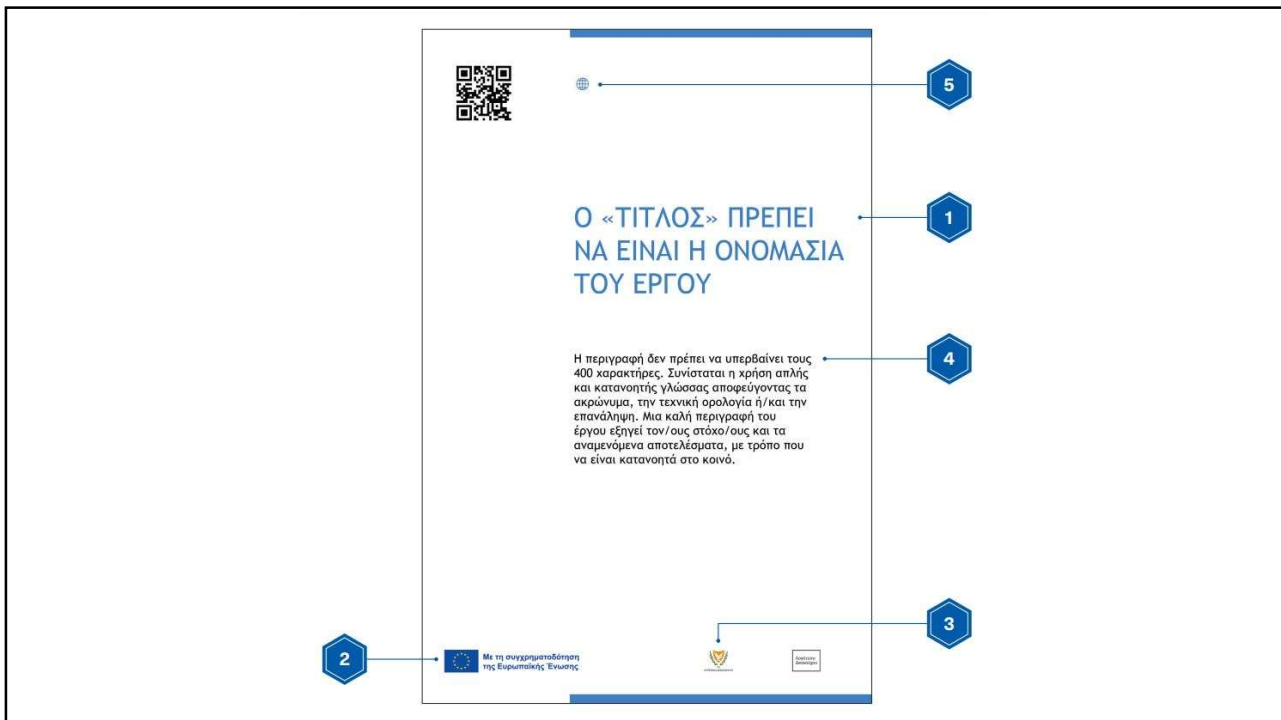 5
Ο «ΤΙΤΛΟΣ» ΠΡΕΠΕΙ
ΝΑ ΕΙΝΑΙ Η ΟΝΟΜΑΣΙΑ
ΤΟΥ ΕΡΓΟΥ
1
Η περιγραφή δεν πρέπει να υπερβαίνει τους
400 χαρακτήρες. Συνίσταται η χρήση απλής
και κατανοητής γλώσσας αποφεύγοντας τα
ακρώνυμα, την τεχνική ορολογία ή/και την
επανάληψη. Μια καλή περιγραφή του
έργου εξηγεί τον/ους στόχο/ους και τα
αναμενόμενα αποτελέσματα, με τρόπο που
να είναι κατανοητά στο κοινό.
4
3
2
Με τη συγχρηματοδότηση
της Ευρωπαϊκής Ένωσης